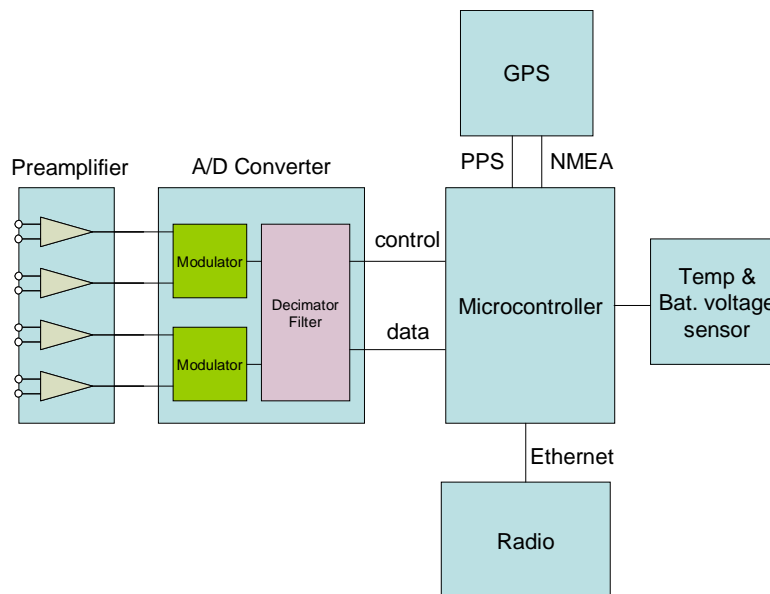 GPS
PPS
NMEA
Preamplifier
A/D Converter
control
Modulator
Decimator
Filter
Microcontroller
Temp &
Bat. voltage
sensor
data
Modulator
Ethernet
Radio